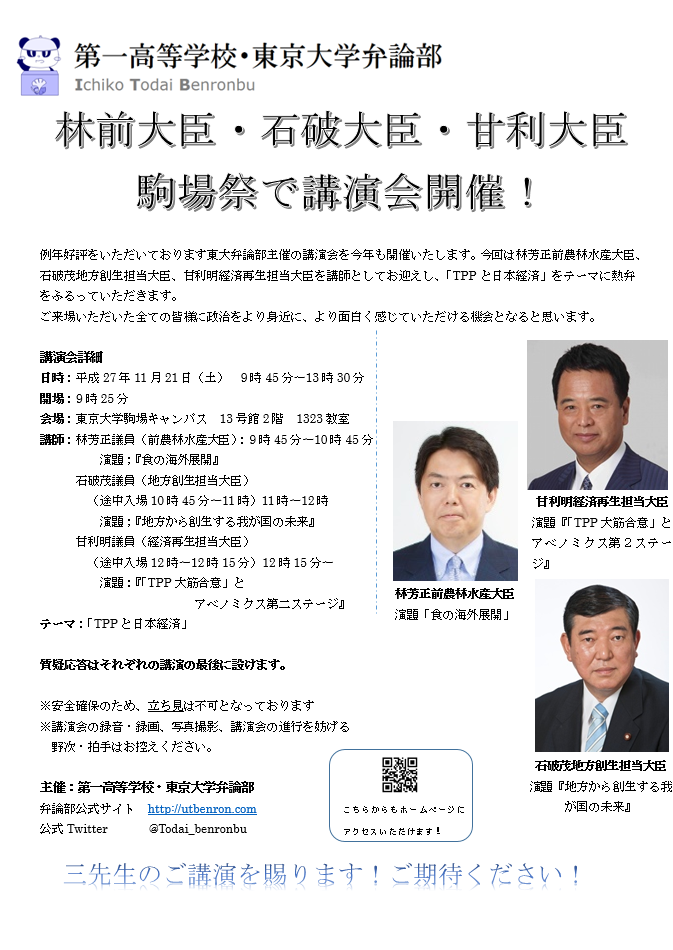 第一高等学校・東京大学弁論部
Ichiko Todai Benronbu
林前大臣・石破大臣・甘利大臣
駒場祭で講演会開催！
例年好評をいただいております東大弁論部主催の講演会を今年も開催いたします。今回は林芳正前農林水産大臣、
石破茂地方創生担当大臣、甘利明経済再生担当大臣を講師としてお迎えし、「TPPと日本経済」をテーマに熱弁
をふるっていただきます。
ご来場いただいた全ての皆様に政治をより身近に、より面白く感じていただける機会となると思います。
講演会詳細
日時：平成27年11月21日（土）　9時45分～13時30分
開場：9時25分
会場：東京大学駒場キャンパス　13号館2階　1323教室
講師：林芳正議員（前農林水産大臣）：9時45分～10時45分
演題；『食の海外展開』
石破茂議員（地方創生担当大臣）
（途中入場10時45分～11時）11時～12時
演題；『地方から創生する我が国の未来』
甘利明議員（経済再生担当大臣）
（途中入場12時～12時15分）12時15分～
演題：『「TPP大筋合意」と
アベノミクス第二ステージ』
テーマ：「TPPと日本経済」
質疑応答はそれぞれの講演の最後に設けます。
※安全確保のため、立ち見は不可となっております
※講演会の録音・録画、写真撮影、講演会の進行を妨げる
野次・拍手はお控えください。
主催：第一高等学校・東京大学弁論部
弁論部公式サイト　http://utbenron.com
公式Twitter　@Todai_benronbu
こちらからもホームページに
アクセスいただけます！
林芳正前農林水産大臣
演題「食の海外展開」
甘利明経済再生担当大臣
演題『「TPP大筋合意」と
アベノミクス第２ステー
ジ』
石破茂地方創生担当大臣
演題『地方から創生する我
が国の未来』
三先生のご講演を賜ります！ご期待ください！